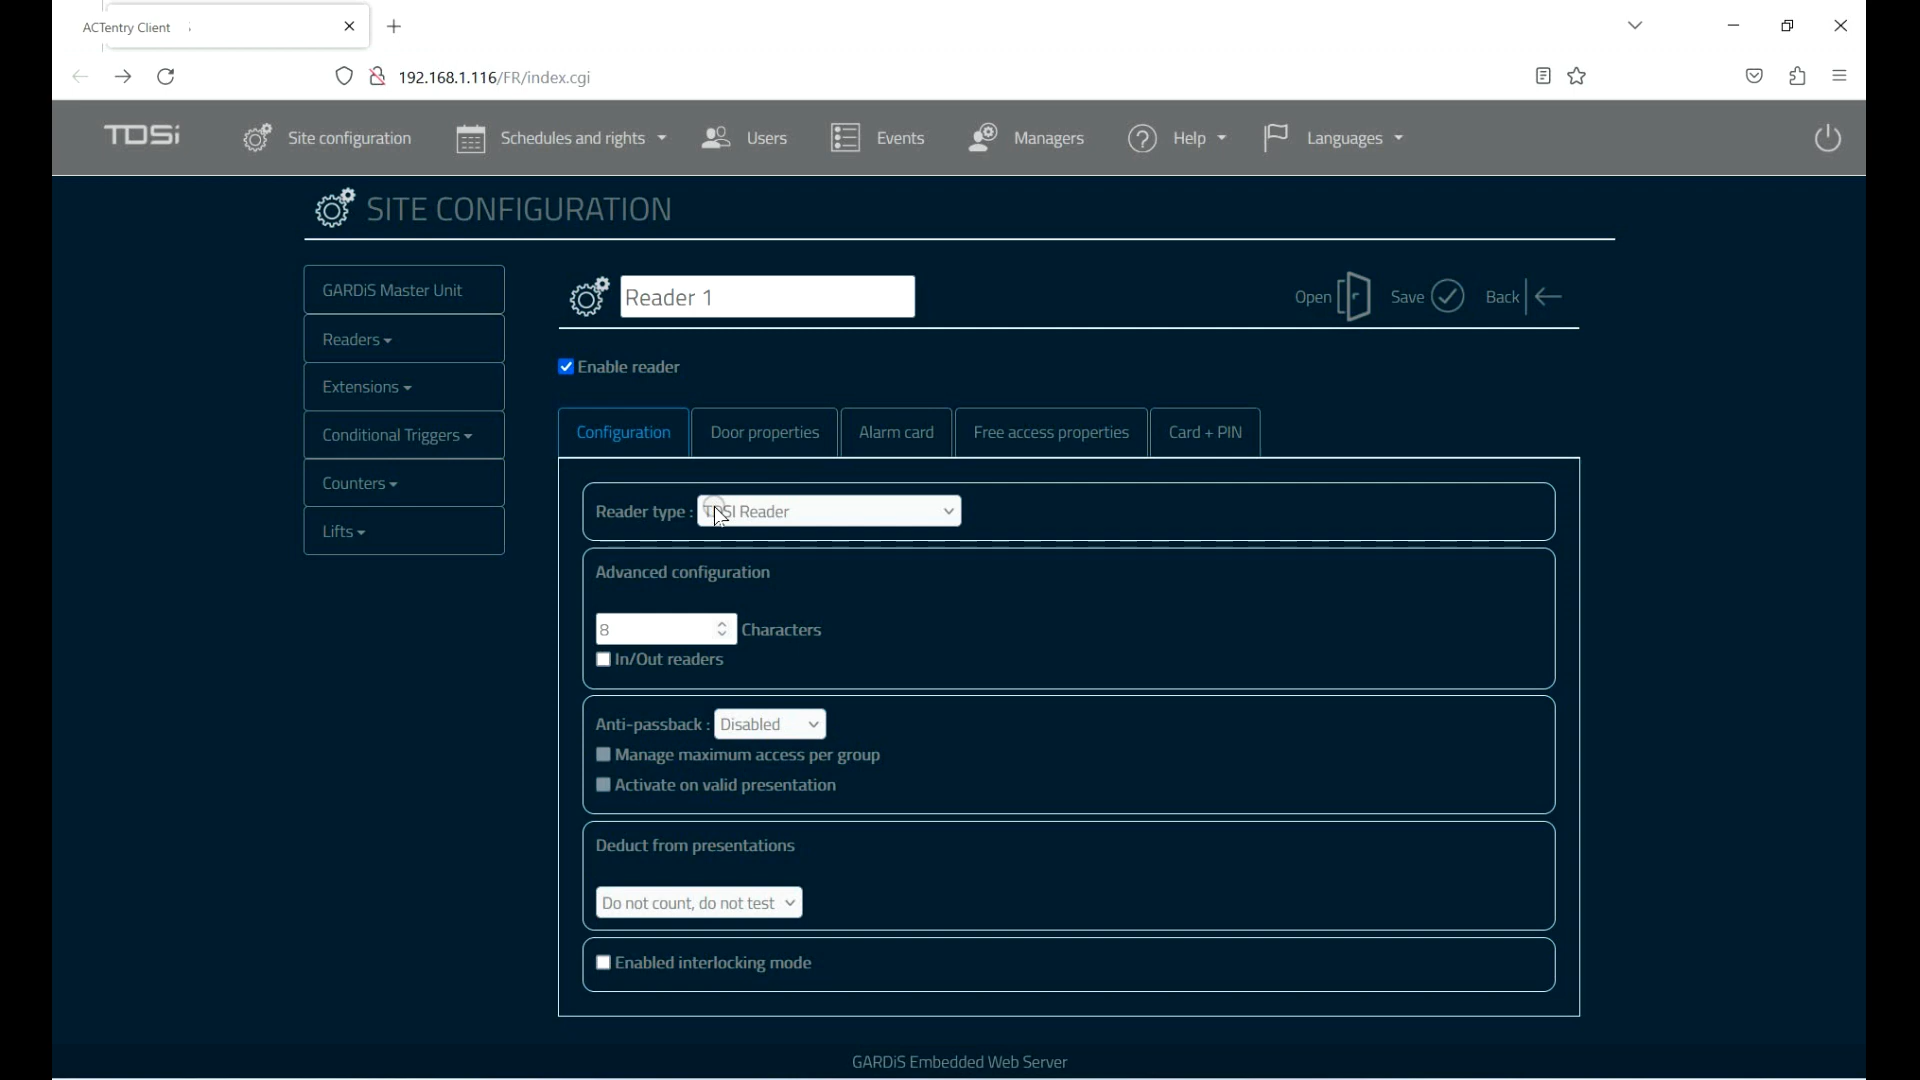 ACTentry Client
192.168.1.116/FR/index.cgi
TDSi
Site configuration
Schedules and rights
Users
Events
Managers
Help
Languages
SITE CONFIGURATION
GARDiS Master Unit
Readers
Extensions
Conditional Triggers
Counters
Lifts
Reader 1
Open
Save
Back
Enable reader
Configuration
Door properties
Alarm card
Free access properties
Card + PIN
Reader type : TDSI Reader
Advanced configuration
8 Characters
In/Out readers
Anti-passback : Disabled
Manage maximum access per group
Activate on valid presentation
Deduct from presentations
Do not count, do not test
Enabled interlocking mode
GARDiS Embedded Web Server